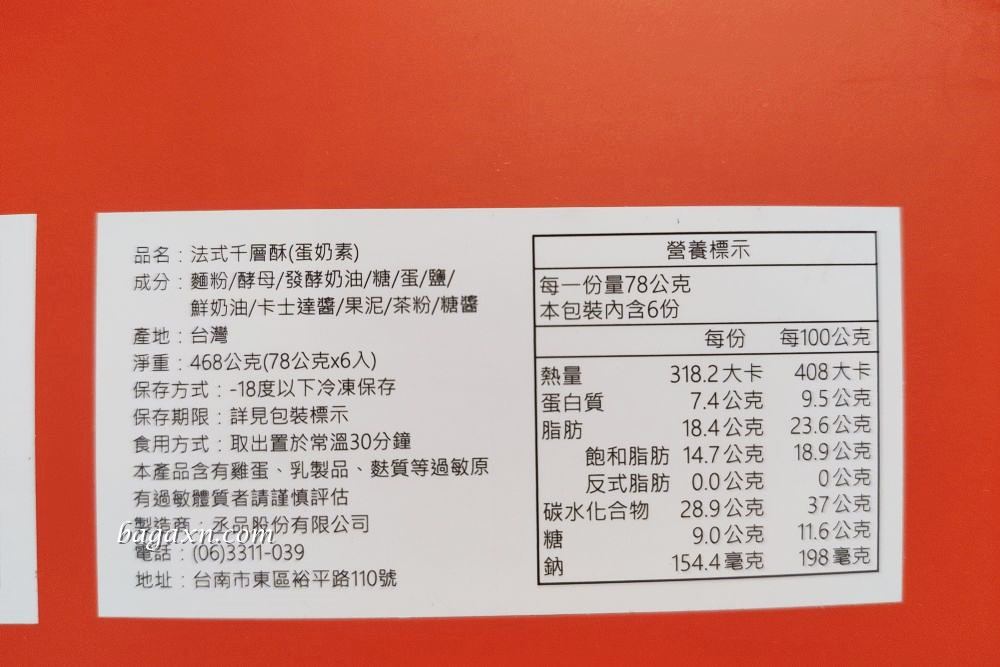 品名：法式千層酥(蛋奶素)
成分：麵粉/酵母/發酵奶油/糖/蛋/鹽/
鮮奶油/卡士達醬/果泥/茶粉/糖醬
產地：台灣
淨重：468公克(78公克x6入)
保存方式：-18度以下冷凍保存
保存期限：詳見包裝標示
食用方式：取出置於常溫30分鐘
本產品含有雞蛋、乳製品、麩質等過敏原
有過敏體質者請謹慎評估
製造商：丞品股份有限公司
bagaxn.com
電話：(06)3311-039
地址：台南市東區裕平路110號
營養標示
每一份量78公克
本包裝內含6份
每份 每100公克
熱量 318.2大卡 408大卡
蛋白質 7.4公克 9.5公克
脂肪 18.4公克 23.6公克
飽和脂肪 14.7公克 18.9公克
反式脂肪 0.0公克 0公克
碳水化合物 28.9公克 37公克
糖 9.0公克 11.6公克
鈉 154.4毫克 198毫克